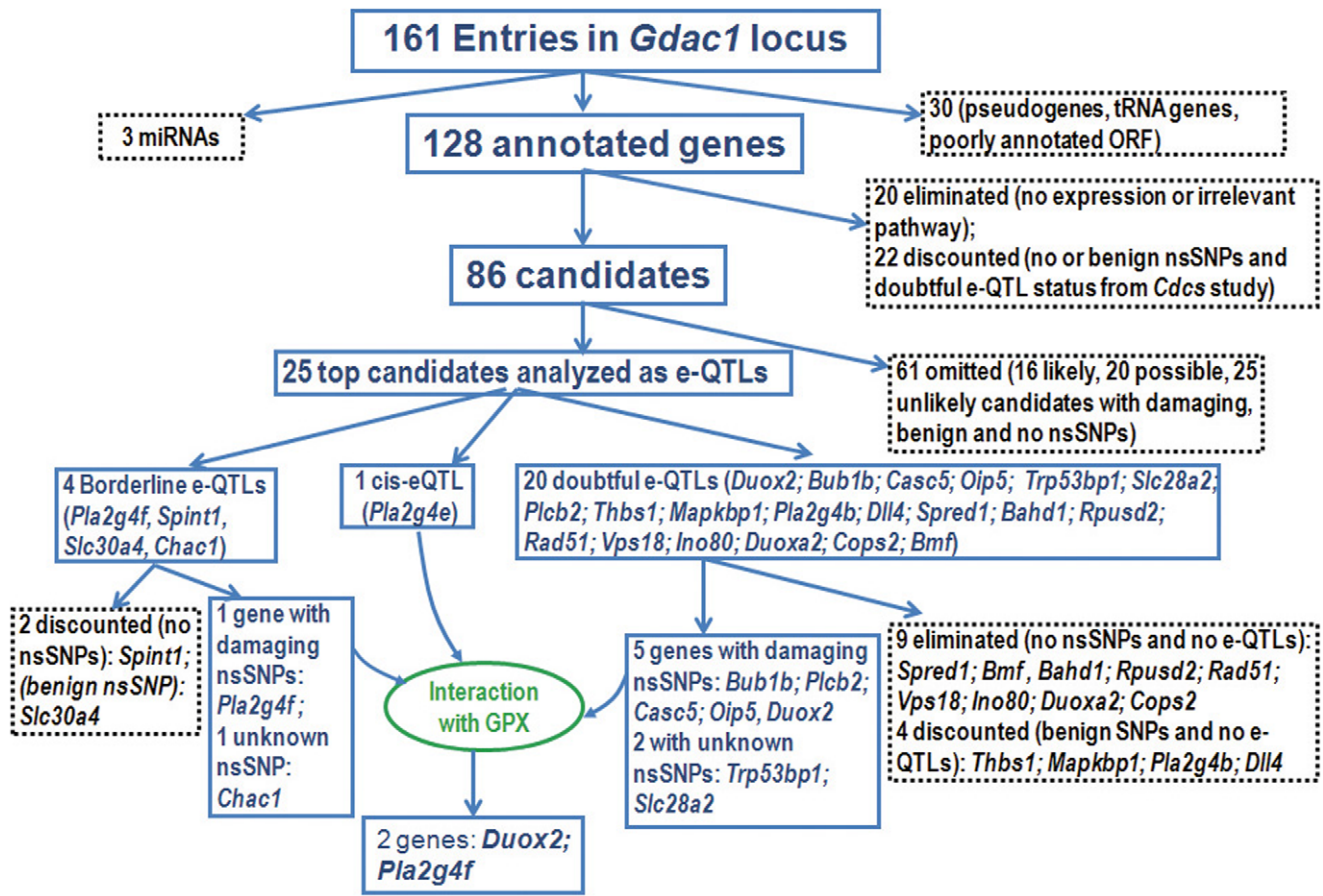 161 Entries in Gdac1 locus
3 miRNAs
30 (pseudogenes, tRNA genes,
poorly annotated ORF)
128 annotated genes
20 eliminated (no expression or irrelevant
pathway);
22 discounted (no or benign nsSNPs and
doubtful e-QTL status from Cdcs study)
86 candidates
25 top candidates analyzed as e-QTLs
61 omitted (16 likely, 20 possible, 25
unlikely candidates with damaging,
benign and no nsSNPs)
4 Borderline e-QTLs
(Pla2g4f, Spint1,
Slc30a4, Chac1)
1 cis-eQTL
(Pla2g4e)
20 doubtful e-QTLs (Duox2; Bub1b; Casc5; Oip5; Trp53bp1; Slc28a2;
Plcb2; Thbs1; Mapkbp1; Pla2g4b; Dll4; Spred1; Bahd1; Rpusd2;
Rad51; Vps18; Ino80; Duoxa2; Cops2; Bmf)
2 discounted (no
nsSNPs): Spint1;
(benign nsSNP):
Slc30a4
1 gene with
damaging
nsSNPs:
Pla2g4f;
1 unknown
nsSNP:
Chac1
Interaction
with GPX
5 genes with damaging
nsSNPs: Bub1b; Plcb2;
Casc5; Oip5, Duox2
2 with unknown
nsSNPs: Trp53bp1;
Slc28a2
9 eliminated (no nsSNPs and no e-QTLs):
Spred1; Bmf , Bahd1; Rpusd2; Rad51;
Vps18; Ino80; Duoxa2; Cops2
4 discounted (benign SNPs and no e-
QTLs): Thbs1; Mapkbp1; Pla2g4b; Dll4
2 genes: Duox2;
Pla2g4f